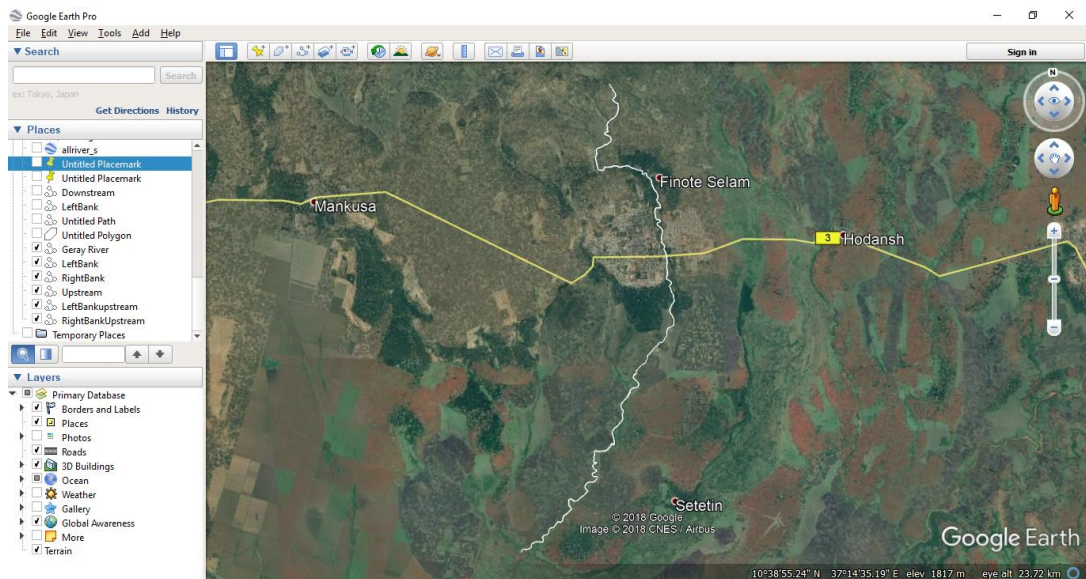 Google Earth Pro
File Edit View Tools Add Help
Search
Search
ex: Tokyo, Japan
Get Directions History
Places
allriver_s
Untitled Placemark
Untitled Placemark
Downstream
LeftBank
Untitled Path
Untitled Polygon
Geray River
LeftBank
RightBank
Upstream
LeftBankupstream
RightBankUpstream
Temporary Places
Layers
Primary Database
Borders and Labels
Places
Photos
Roads
3D Buildings
Ocean
Weather
Gallery
Global Awareness
More
Terrain
Sign in
N
Finote Selam
Mankusa
3 Hodansh
Setetin
© 2018 Google
Image © 2018 CNES / Airbus
Google Earth
10°38'55.24" N 37°14'35.19" E elev 1817 m eye alt 23.72 km